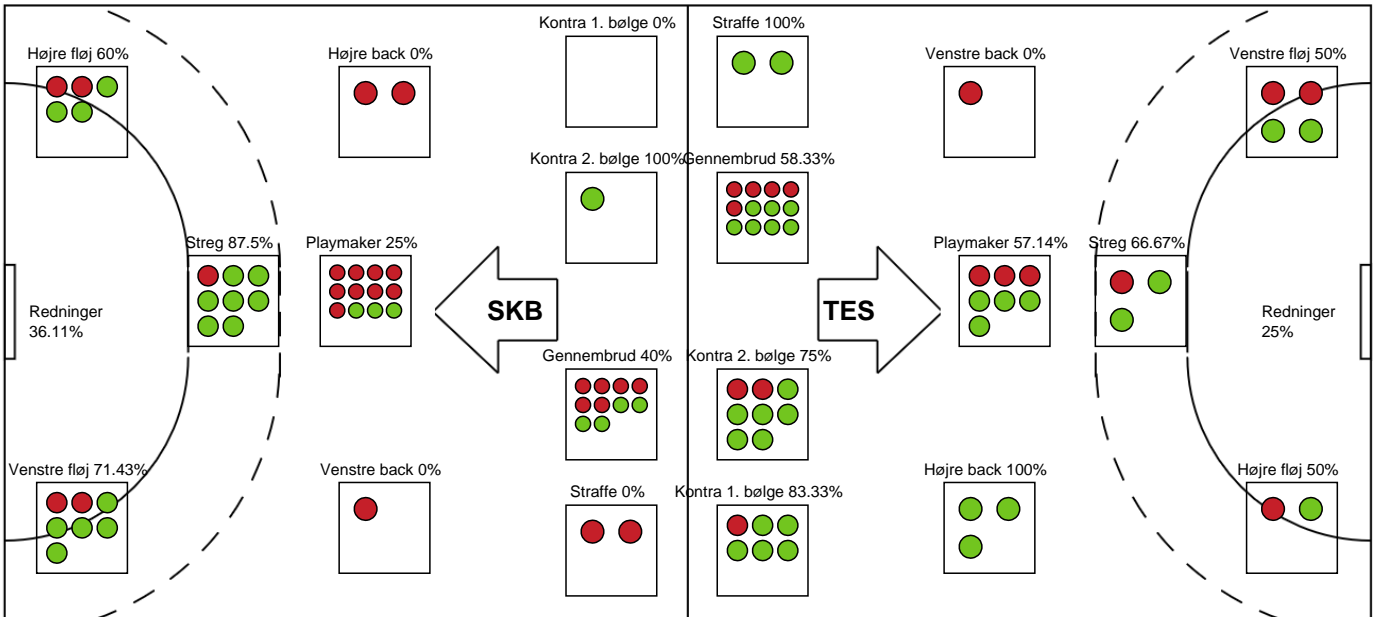 Kontra 1. bølge 0%
Straffe 100%
Højre fløj 60%
Højre back 0%
Venstre back 0%
Venstre fløj 50%
Kontra 2. bølge 100%
Gennembrud 58.33%
Streg 87.5%
Playmaker 25%
Playmaker 57.14%
Streg 66.67%
Redninger
36.11%
SKB
TES
Redninger
25%
Gennembrud 40%
Kontra 2. bølge 75%
Venstre fløj 71.43%
Venstre back 0%
Højre back 100%
Højre fløj 50%
Straffe 0%
Kontra 1. bølge 83.33%